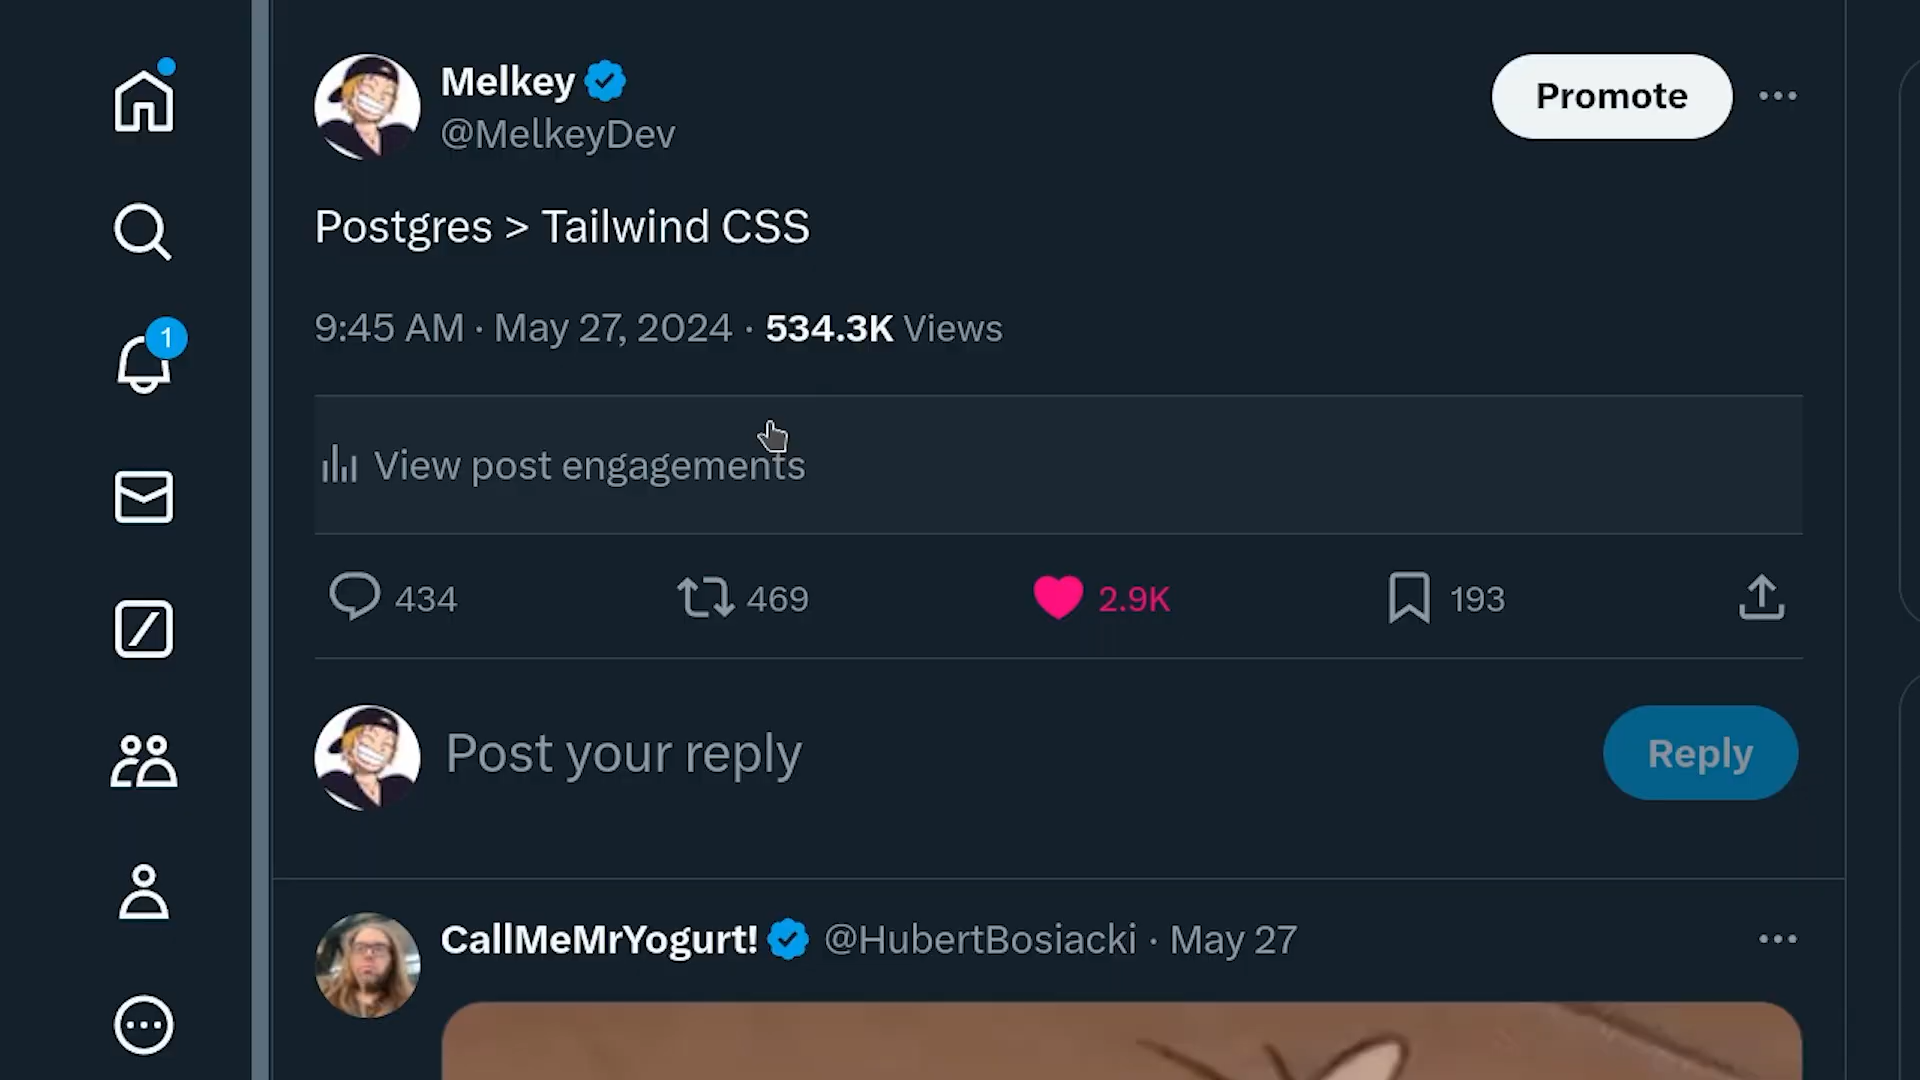 Melkey
@MelkeyDev
Promote
Postgres > Tailwind CSS
9:45 AM · May 27, 2024 · 534.3K Views
1
View post engagements
434 469 2.9K 193
Post your reply
Reply
CallMeMrYogurt! @HubertBosiacki · May 27